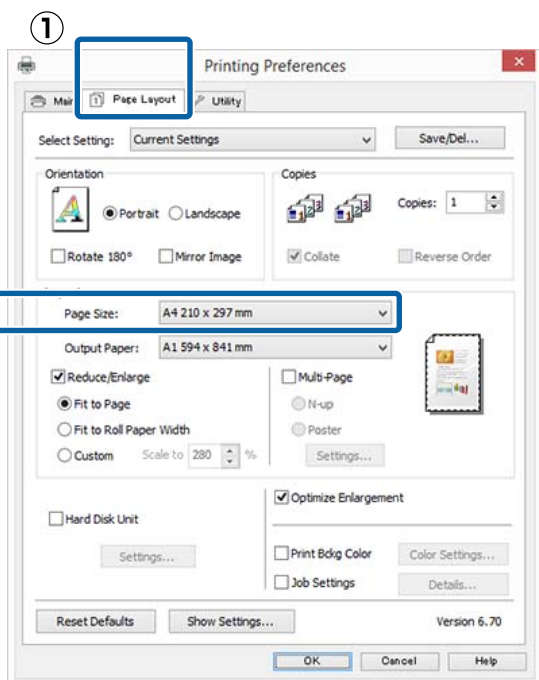 ①
Printing Preferences
Main Page Layout Utility
Select Setting: Current Settings Save/Del...
Orientation Copies
Portrait Landscape Copies: 1
Rotate 180° Mirror Image Collate Reverse Order
Page Size: A4 210 x 297 mm
Output Paper: A1 594 x 841 mm
Reduce/Enlarge Multi-Page
Fit to Page N-up
Fit to Roll Paper Width Poster
Custom Scale to 280 % Settings...
Optimize Enlargement
Hard Disk Unit
Settings... Print Bckg Color Color Settings...
Job Settings Details...
Reset Defaults Show Settings... Version 6.70
OK Cancel Help